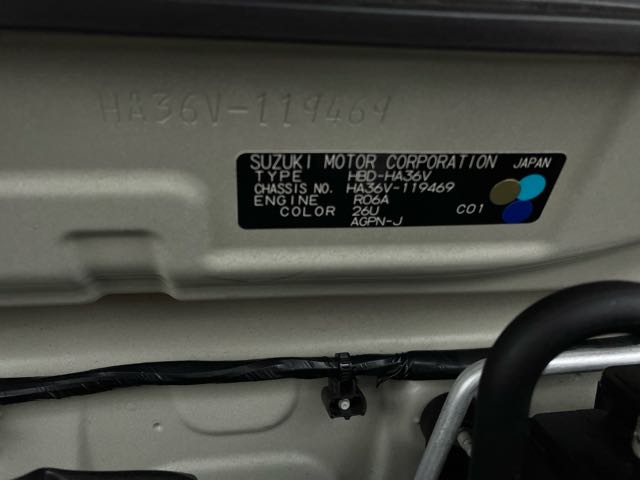 HA36V-119469
SUZUKI MOTOR CORPORATION JAPAN
TYPE HBD-HA36V
CHASSIS NO. HA36V-119469
ENGINE R06A
COLOR 26U C01
AGPN-J